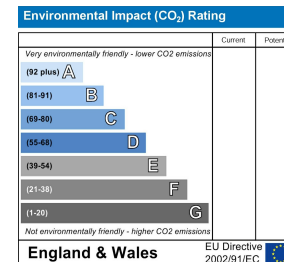 Environmental Impact (CO₂) Rating
Current Poten
Very environmentally friendly - lower CO2 emissions
(92 plus) A
(81-91) B
(69-80) C
(55-68) D
(39-54) E
(21-38) F
(1-20) G
Not environmentally friendly - higher CO2 emissions
England & Wales EU Directive
2002/91/EC